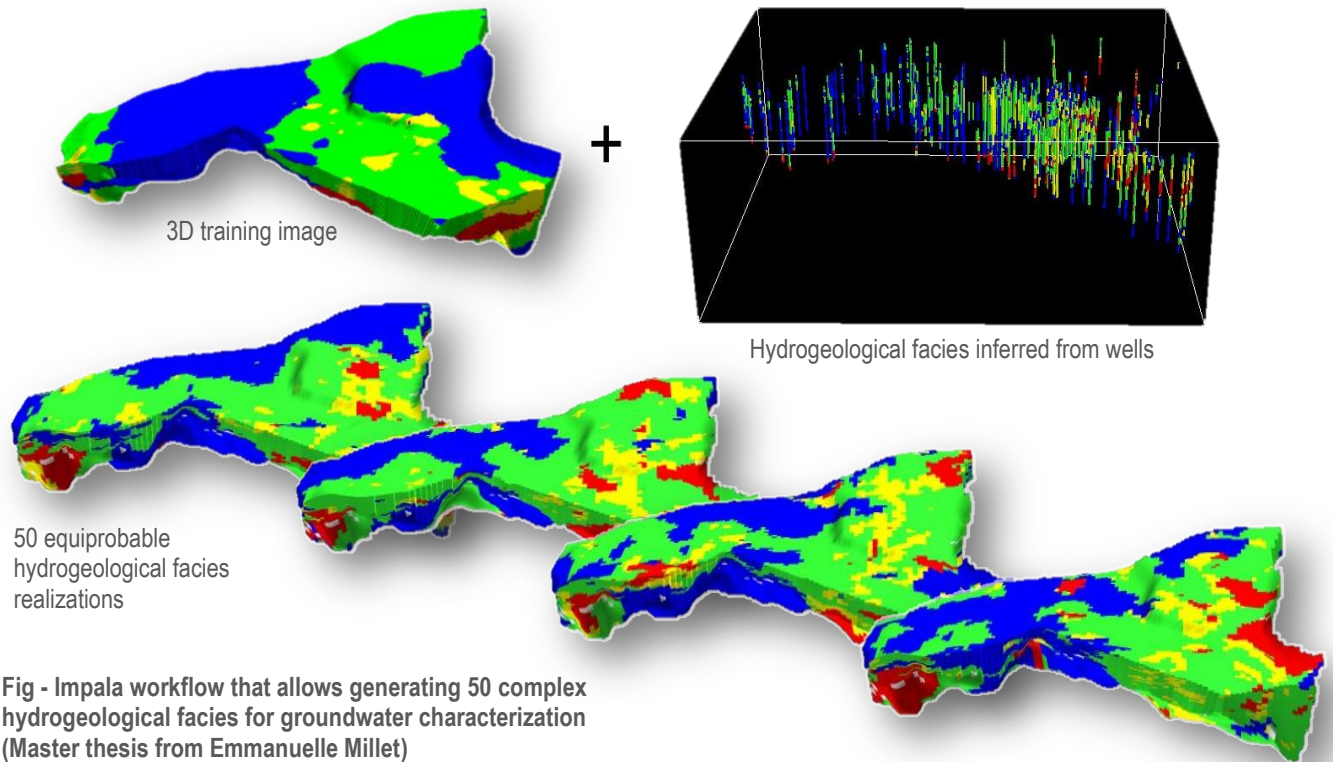 +
3D training image
Hydrogeological facies inferred from wells
50 equiprobable
hydrogeological facies
realizations
Fig - Impala workflow that allows generating 50 complex
hydrogeological facies for groundwater characterization
(Master thesis from Emmanuelle Millet)